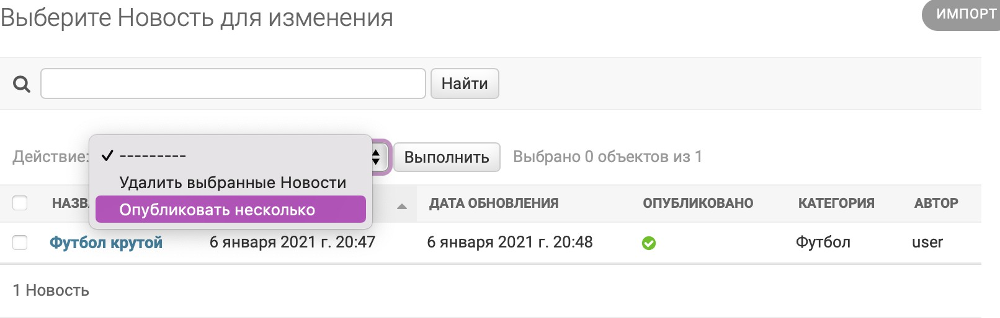 Выберите Новость для изменения
ИМПОРТ
Найти
Действие:
---------
Выполнить
Выбрано 0 объектов из 1
Удалить выбранные Новости
Опубликовать несколько
ДАТА ОБНОВЛЕНИЯ ОПУБЛИКОВАНО КАТЕГОРИЯ АВТОР
Футбол крутой 6 января 2021 г. 20:47 6 января 2021 г. 20:48 Футбол user
1 Новость